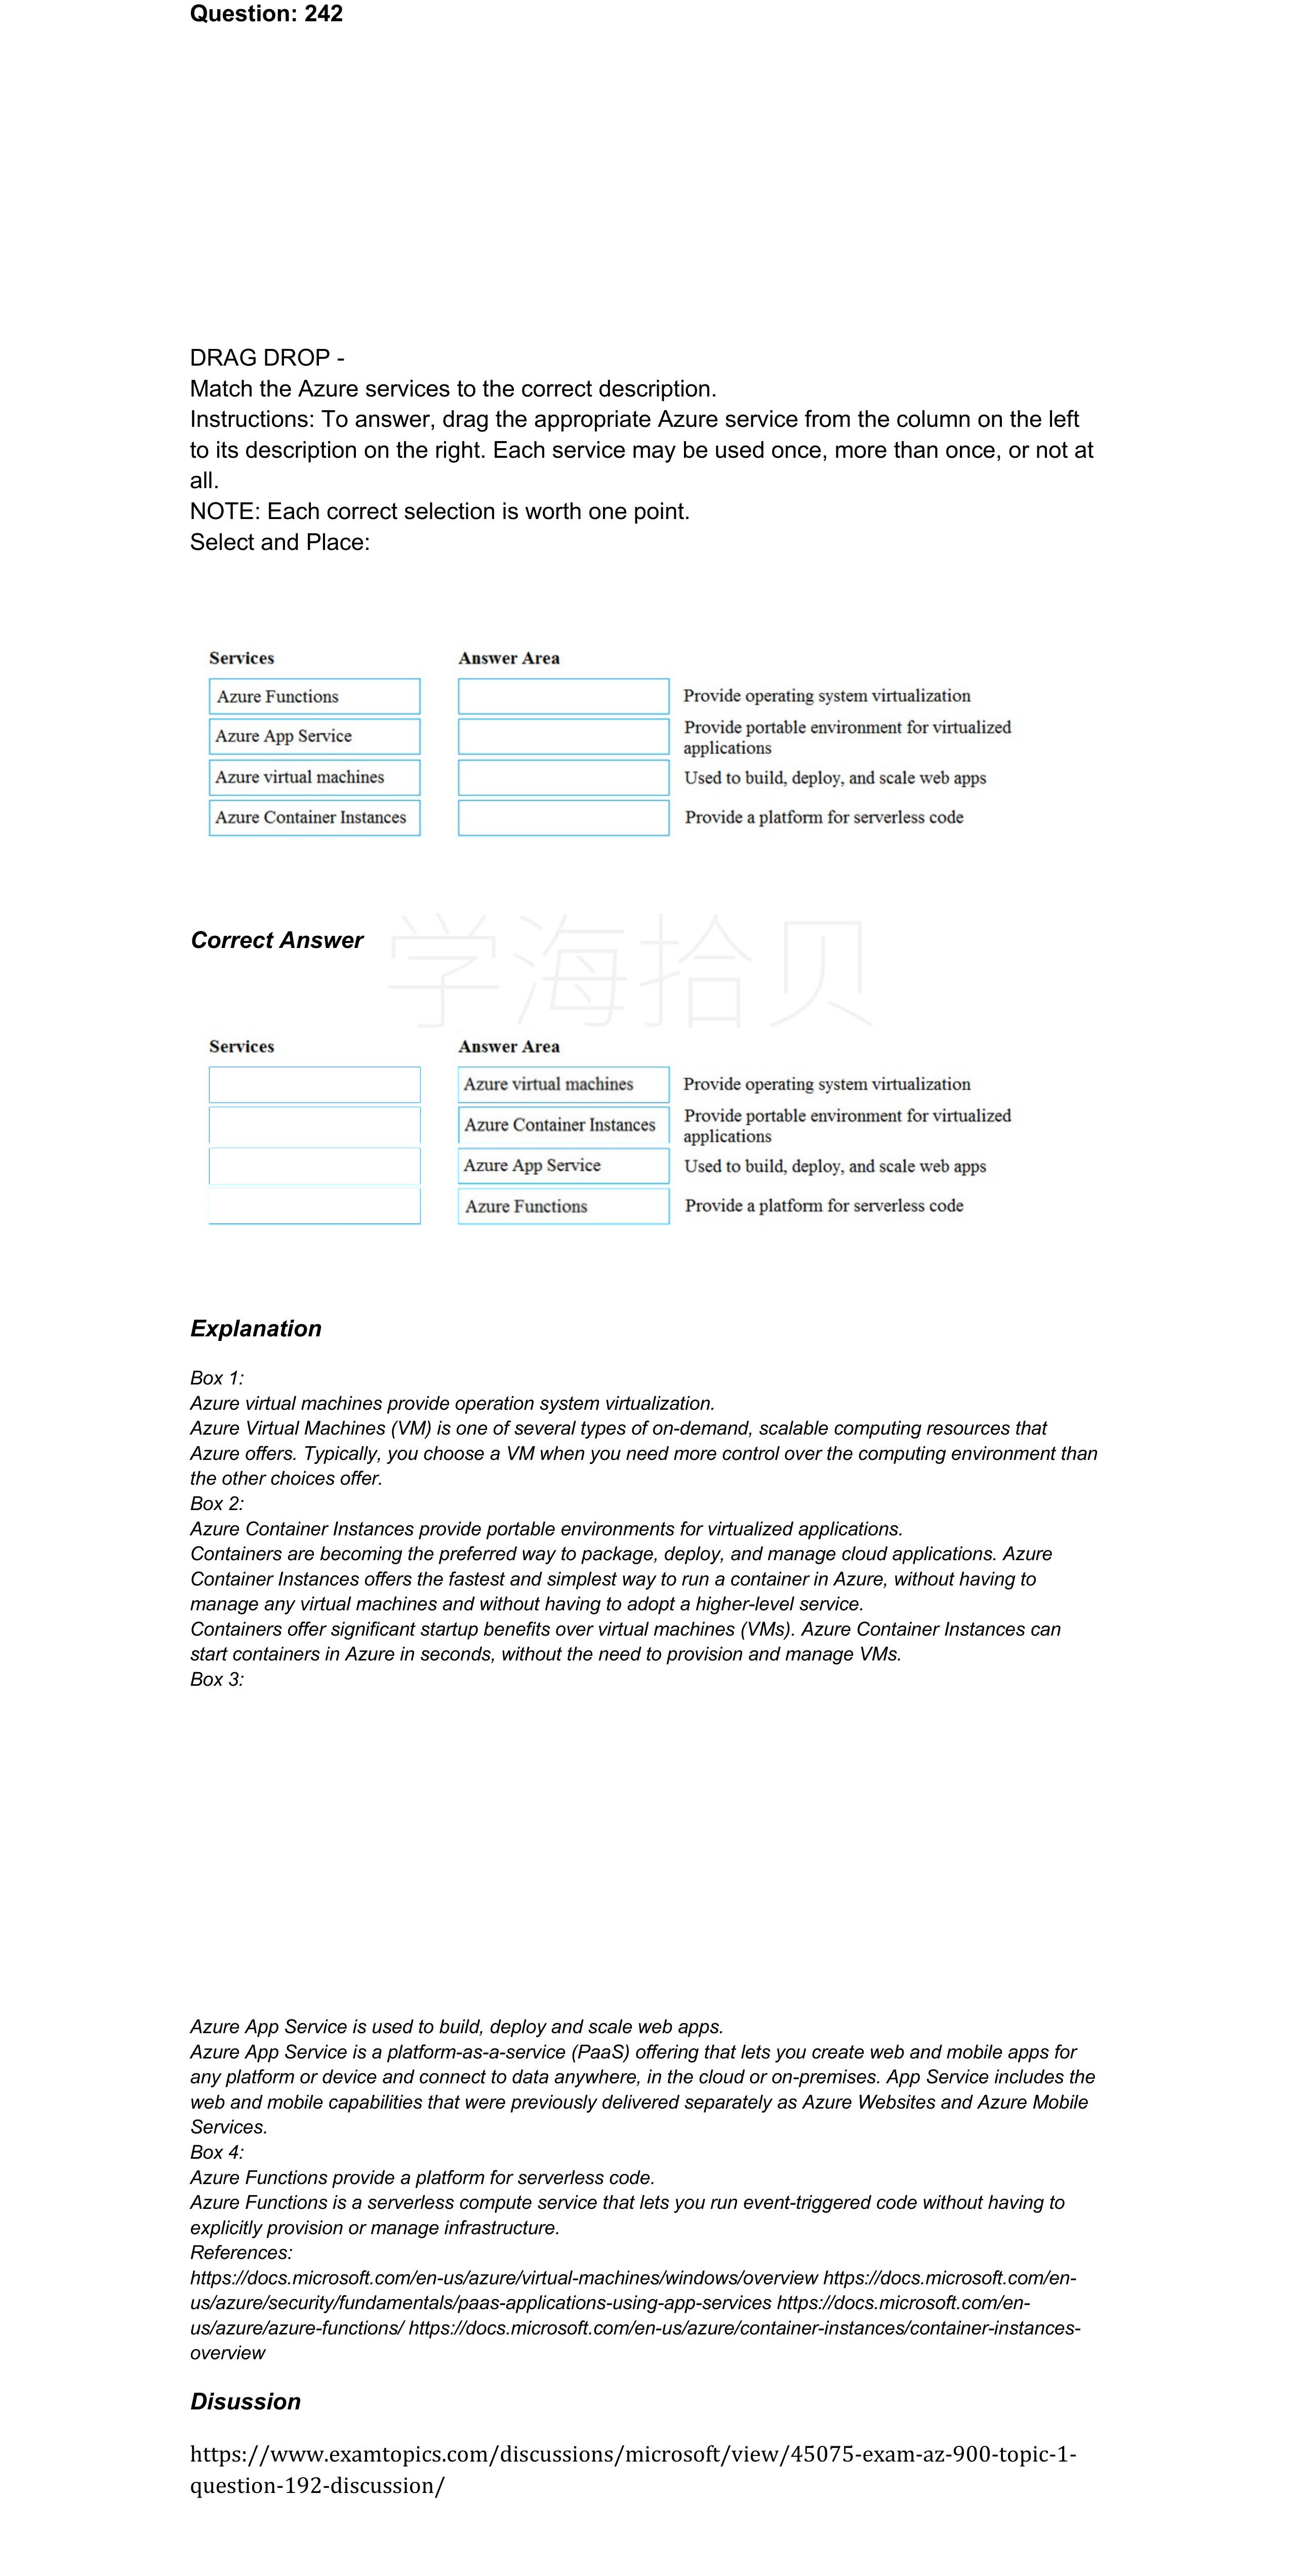 Question: 242
DRAG DROP -
Match the Azure services to the correct description.
Instructions: To answer, drag the appropriate Azure service from the column on the left
to its description on the right. Each service may be used once, more than once, or not at
all.
NOTE: Each correct selection is worth one point.
Select and Place:
Services Answer Area
Azure Functions Provide operating system virtualization
Azure App Service Provide portable environment for virtualized
applications
Azure virtual machines Used to build, deploy, and scale web apps
Azure Container Instances Provide a platform for serverless code
Correct Answer
学海拾贝
Services Answer Area
Azure virtual machines Provide operating system virtualization
Azure Container Instances Provide portable environment for virtualized
applications
Azure App Service Used to build, deploy, and scale web apps
Azure Functions Provide a platform for serverless code
Explanation
Box 1:
Azure virtual machines provide operation system virtualization.
Azure Virtual Machines (VM) is one of several types of on-demand, scalable computing resources that
Azure offers. Typically, you choose a VM when you need more control over the computing environment than
the other choices offer.
Box 2:
Azure Container Instances provide portable environments for virtualized applications.
Containers are becoming the preferred way to package, deploy, and manage cloud applications. Azure
Container Instances offers the fastest and simplest way to run a container in Azure, without having to
manage any virtual machines and without having to adopt a higher-level service.
Containers offer significant startup benefits over virtual machines (VMs). Azure Container Instances can
start containers in Azure in seconds, without the need to provision and manage VMs.
Box 3:
Azure App Service is used to build, deploy and scale web apps.
Azure App Service is a platform-as-a-service (PaaS) offering that lets you create web and mobile apps for
any platform or device and connect to data anywhere, in the cloud or on-premises. App Service includes the
web and mobile capabilities that were previously delivered separately as Azure Websites and Azure Mobile
Services.
Box 4:
Azure Functions provide a platform for serverless code.
Azure Functions is a serverless compute service that lets you run event-triggered code without having to
explicitly provision or manage infrastructure.
References:
https://docs.microsoft.com/en-us/azure/virtual-machines/windows/overview https://docs.microsoft.com/en-
us/azure/security/fundamentals/paas-applications-using-app-services https://docs.microsoft.com/en-
us/azure/azure-functions/ https://docs.microsoft.com/en-us/azure/container-instances/container-instances-
overview
Disussion
https://www.examtopics.com/discussions/microsoft/view/45075-exam-az-900-topic-1-
question-192-discussion/